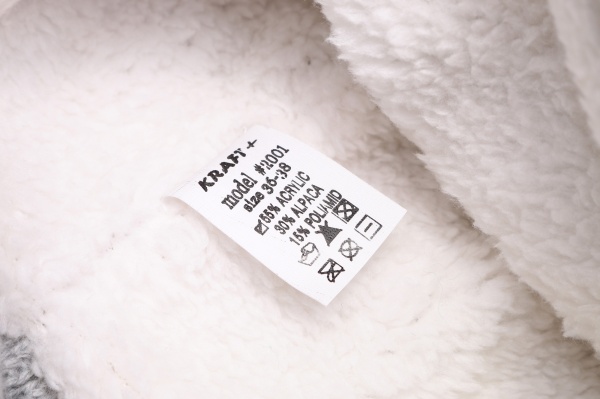 KRAFT +
model #2001
size 36-38
55% ACRYLIC
30% ALPACA
15% POLIAMID